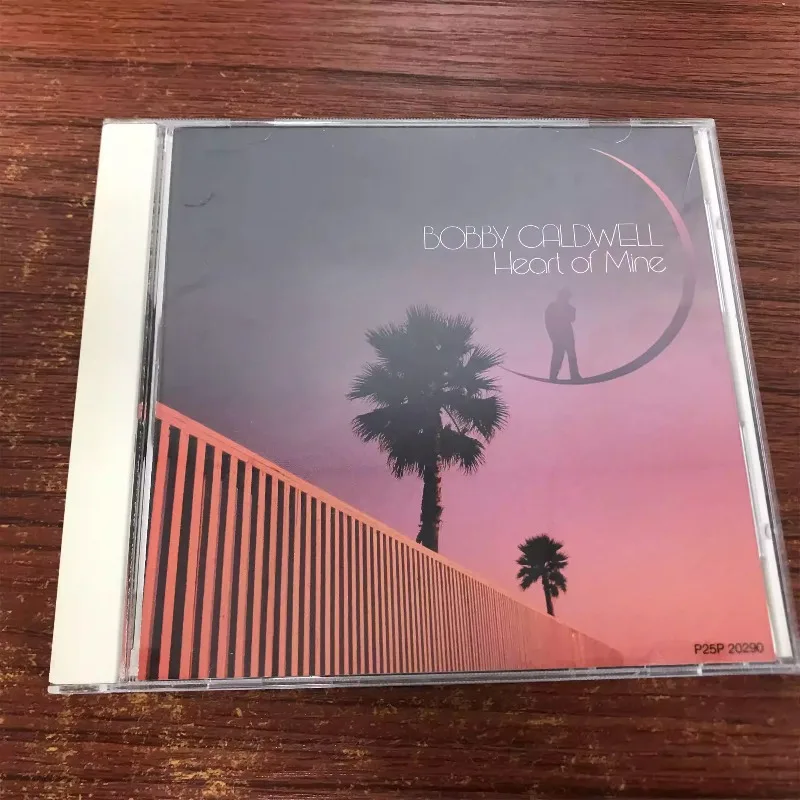 BOBBY CALDWELL
Heart of Mine
P25P 20290